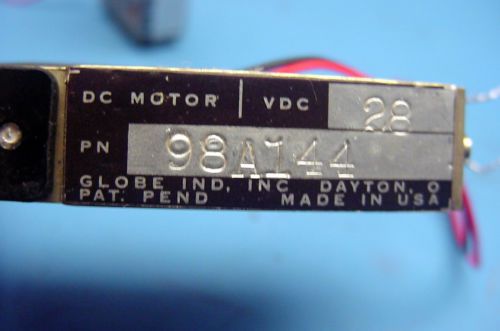 DC MOTOR | VDC 28
PN 98A144
GLOBE IND, INC. DAYTON, O
PAT. PEND MADE IN USA